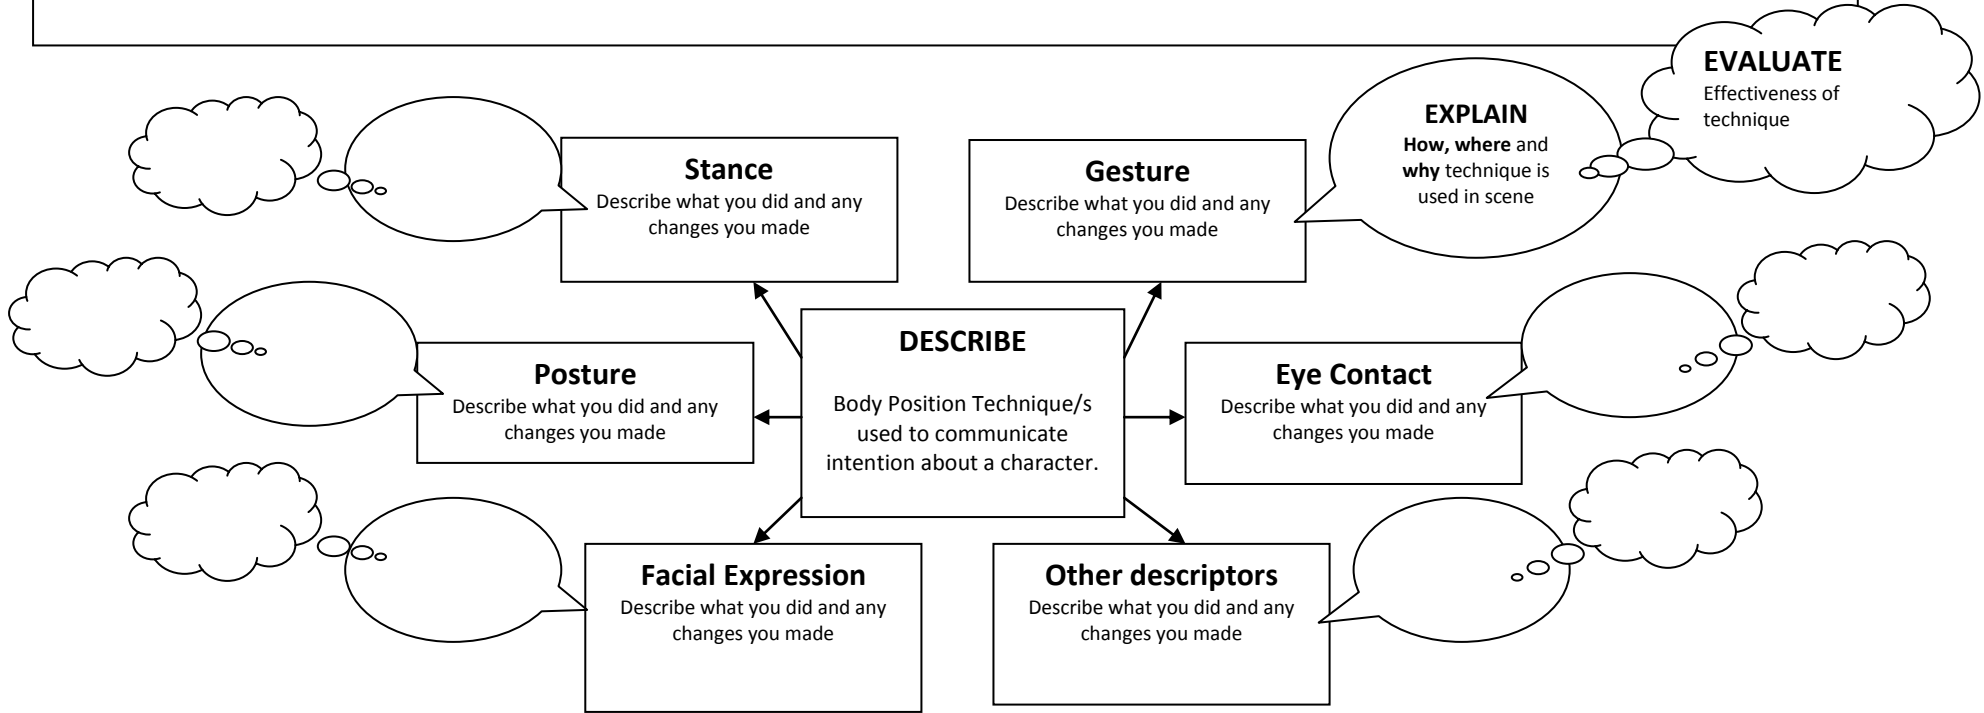 EVALUATE
Effectiveness of
technique
EXPLAIN
How, where and
why technique is
used in scene
Stance
Describe what you did and any
changes you made
Gesture
Describe what you did and any
changes you made
DESCRIBE
Body Position Technique/s
used to communicate
intention about a character.
Posture
Describe what you did and any
changes you made
Eye Contact
Describe what you did and any
changes you made
Facial Expression
Describe what you did and any
changes you made
Other descriptors
Describe what you did and any
changes you made